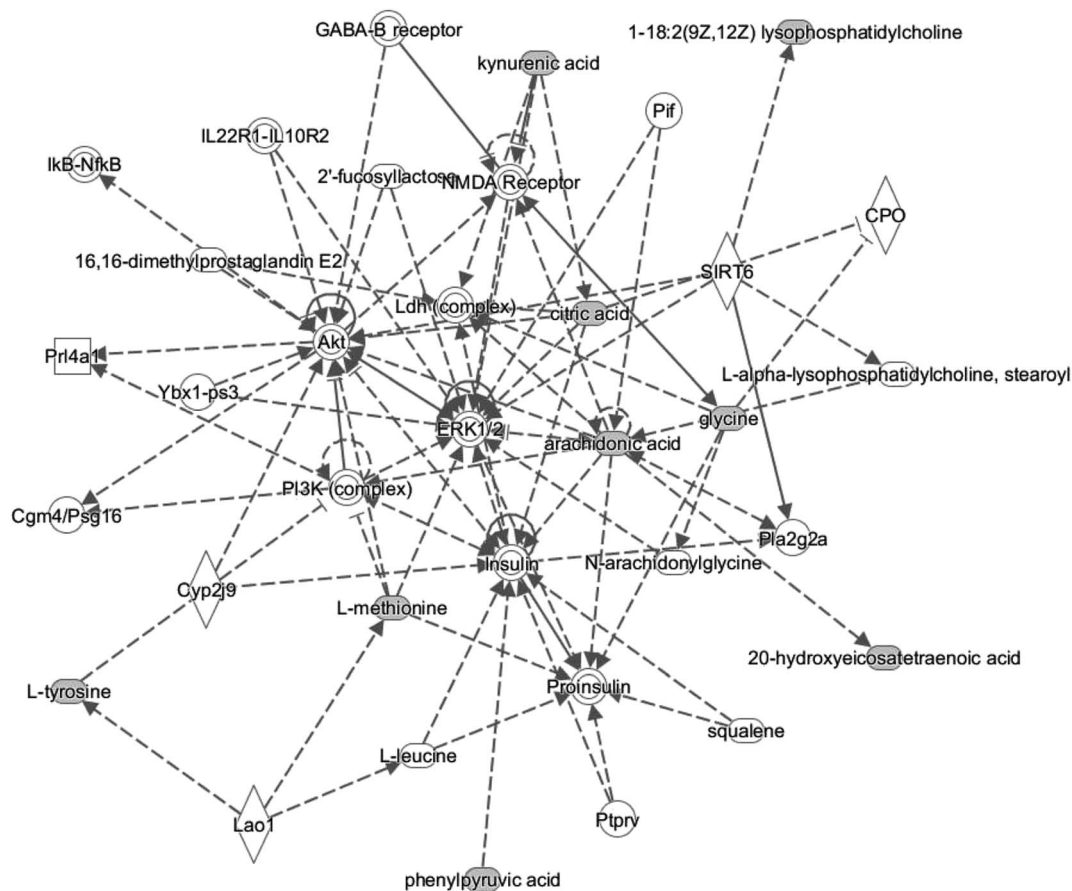 GABA-B receptor
1-18:2(9Z,12Z) lysophosphatidylcholine
kynurenic acid
Pif
IL22R1-IL10R2
IkB-NfkB
2'-fucosyllactose
NMDA Receptor
CPO
16,16-dimethylprostaglandin E2
SIRT6
Ldh (complex)
citric acid
Akt
Prl4a1
L-alpha-lysophosphatidylcholine, stearoyl
Ybx1-ps3
glycine
ERK1/2
arachidonic acid
PI3K (complex)
Cgm4/Psg16
Pla2g2a
Insulin
N-arachidonylglycine
Cyp2j9
L-methionine
20-hydroxyeicosatetraenoic acid
Proinsulin
L-tyrosine
squalene
L-leucine
Ptprv
Lao1
phenylpyruvic acid